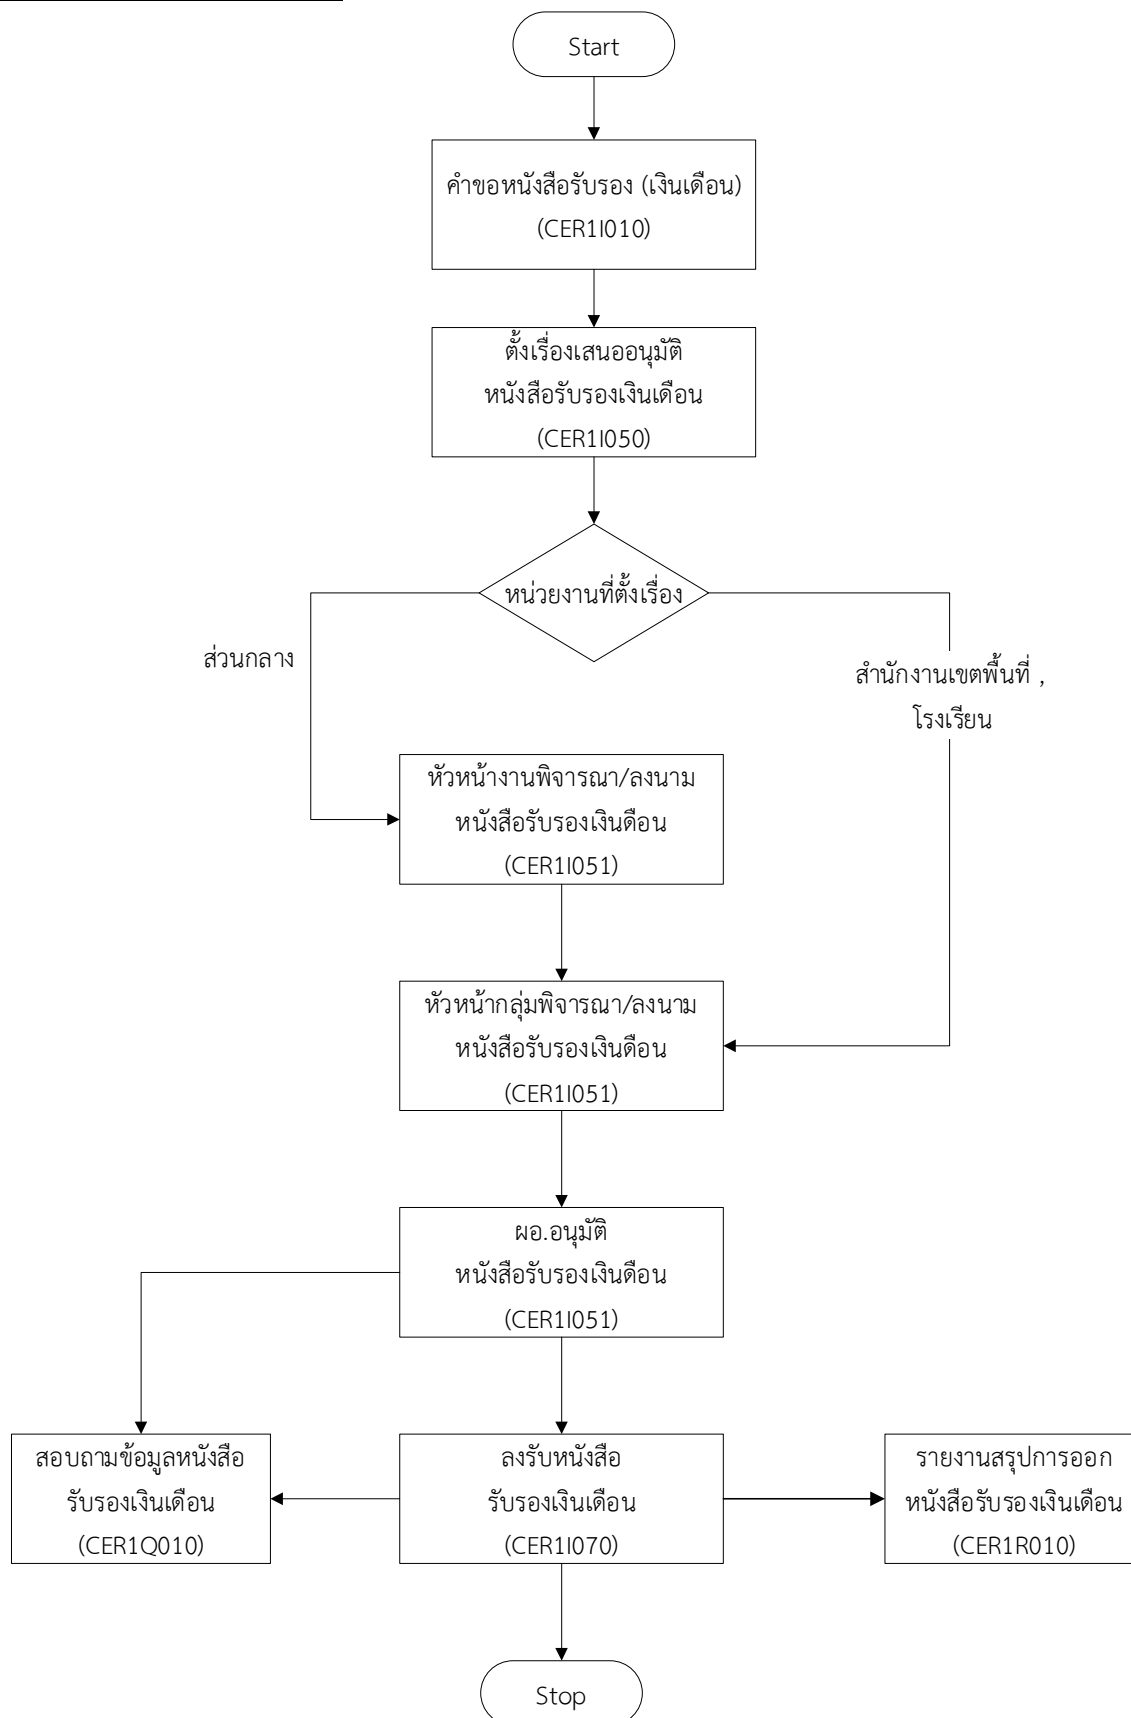 Start
คำขอหนังสือรับรอง (เงินเดือน)
(CER1I010)
ตั้งเรื่องเสนออนุมัติ
หนังสือรับรองเงินเดือน
(CER1I050)
หน่วยงานที่ตั้งเรื่อง
ส่วนกลาง
สำนักงานเขตพื้นที่ ,
โรงเรียน
หัวหน้างานพิจารณา/ลงนาม
หนังสือรับรองเงินดือน
(CER1I051)
หัวหน้ากลุ่มพิจารณา/ลงนาม
หนังสือรับรองเงินดือน
(CER1I051)
ผอ.อนุมัติ
หนังสือรับรองเงินดือน
(CER1I051)
สอบถามข้อมูลหนังสือ
รับรองเงินเดือน
(CER1Q010)
ลงรับหนังสือ
รับรองเงินเดือน
(CER1I070)
รายงานสรุปการออก
หนังสือรับรองเงินเดือน
(CER1R010)
Stop